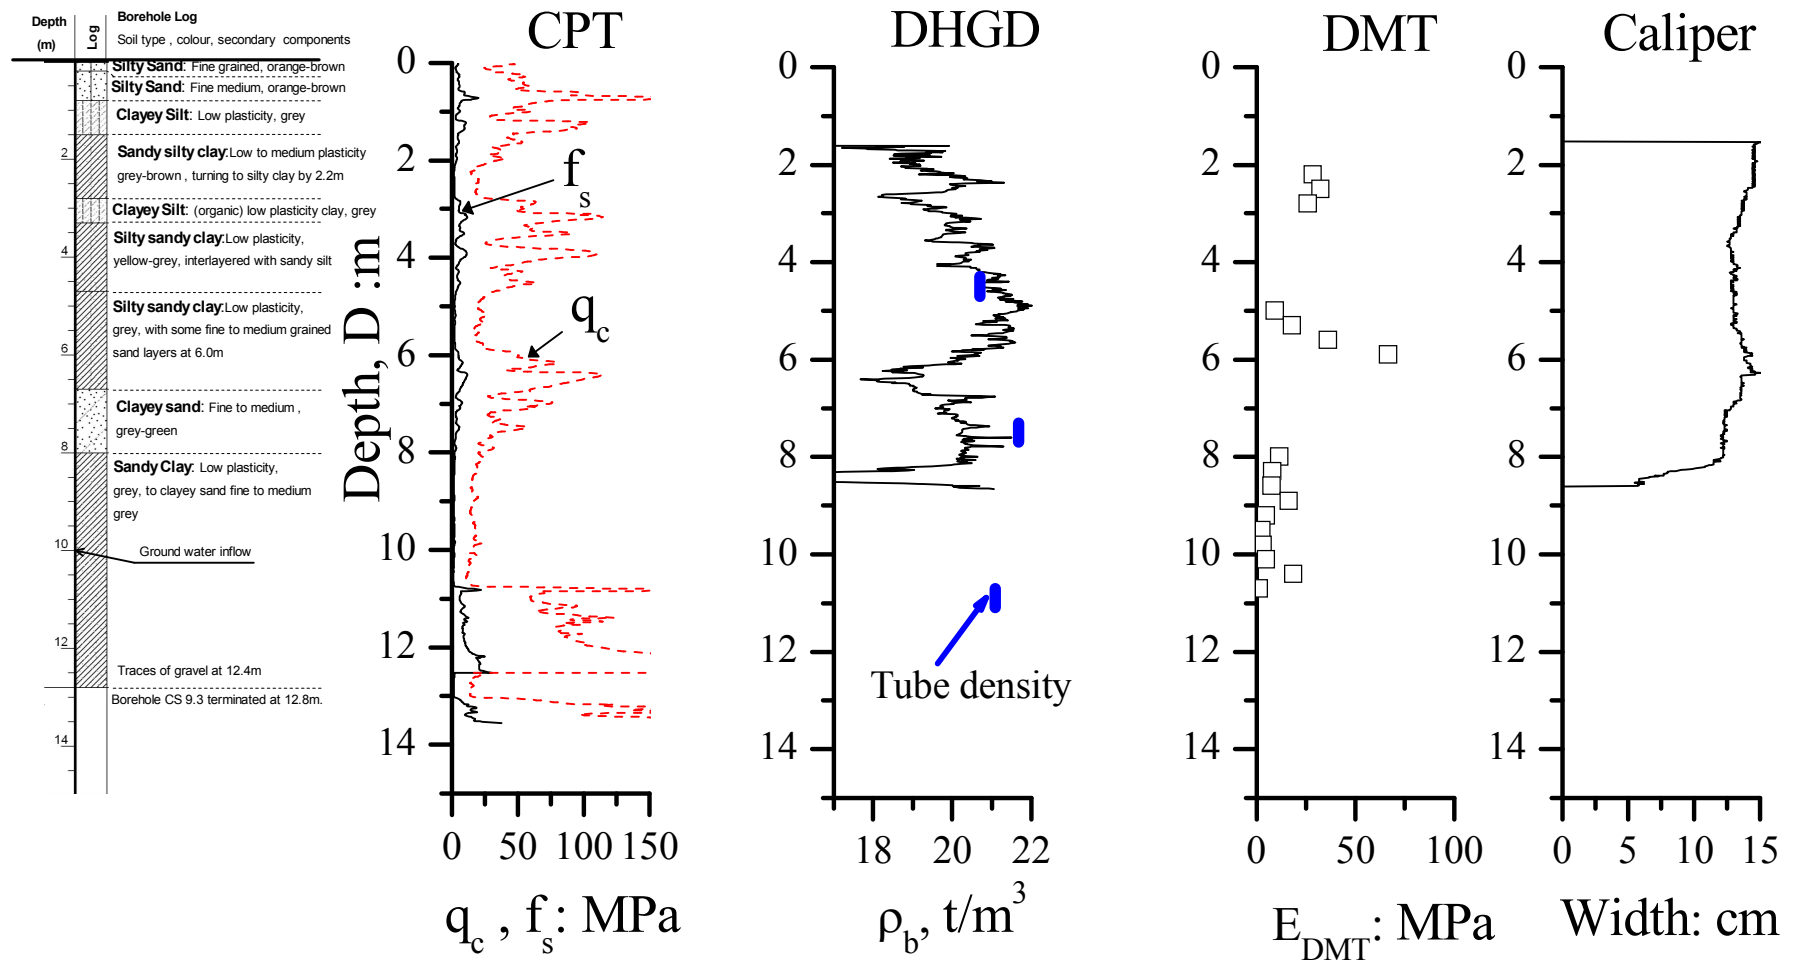 Depth
(m)
Log
Borehole Log
Soil type , colour, secondary components
Silty Sand: Fine grained, orange-brown
Silty Sand: Fine medium, orange-brown
Clayey Silt: Low plasticity, grey
Sandy silty clay:Low to medium plasticity
grey-brown , turning to silty clay by 2.2m
Clayey Silt: (organic) low plasticity clay, grey
Silty sandy clay:Low plasticity,
yellow-grey, interlayered with sandy silt
Silty sandy clay:Low plasticity,
grey, with some fine to medium grained
sand layers at 6.0m
Clayey sand: Fine to medium ,
grey-green
Sandy Clay: Low plasticity,
grey, to clayey sand fine to medium
grey
Ground water inflow
Traces of gravel at 12.4m
Borehole CS 9.3 terminated at 12.8m.
2
4
6
8
10
12
14
CPT
Depth, D :m
0
2
4
6
8
10
12
14
fs
qc
0 50 100 150
qc , fs: MPa
DHGD
0
2
4
6
8
10
12
14
Tube density
18 20 22
ρb, t/m3
DMT
0
2
4
6
8
10
12
14
0 50 100
EDMT: MPa
Caliper
0
2
4
6
8
10
12
14
0 5 10 15
Width: cm